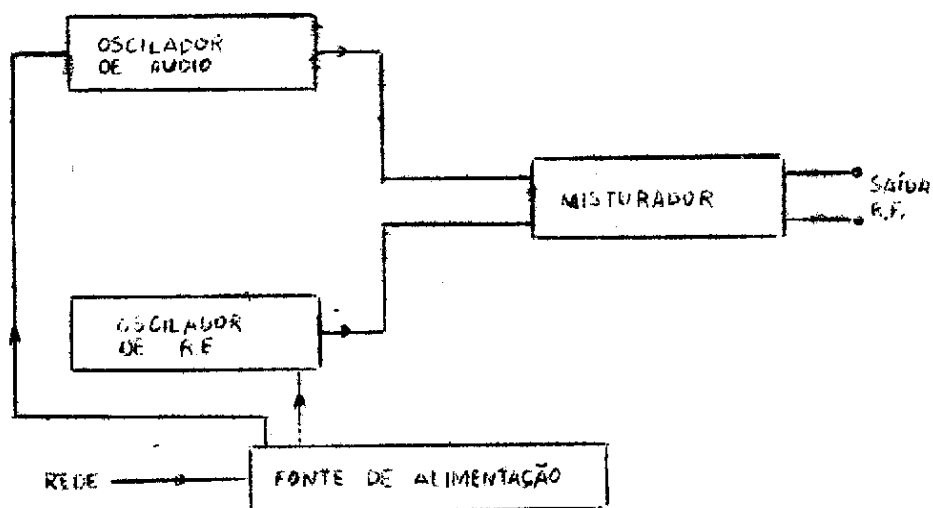 OSCILADOR
DE AUDIO
MISTURADOR
SAÍDA
R.F.
OSCILADOR
DE R.F
REDE
FONTE DE ALIMENTAÇÃO